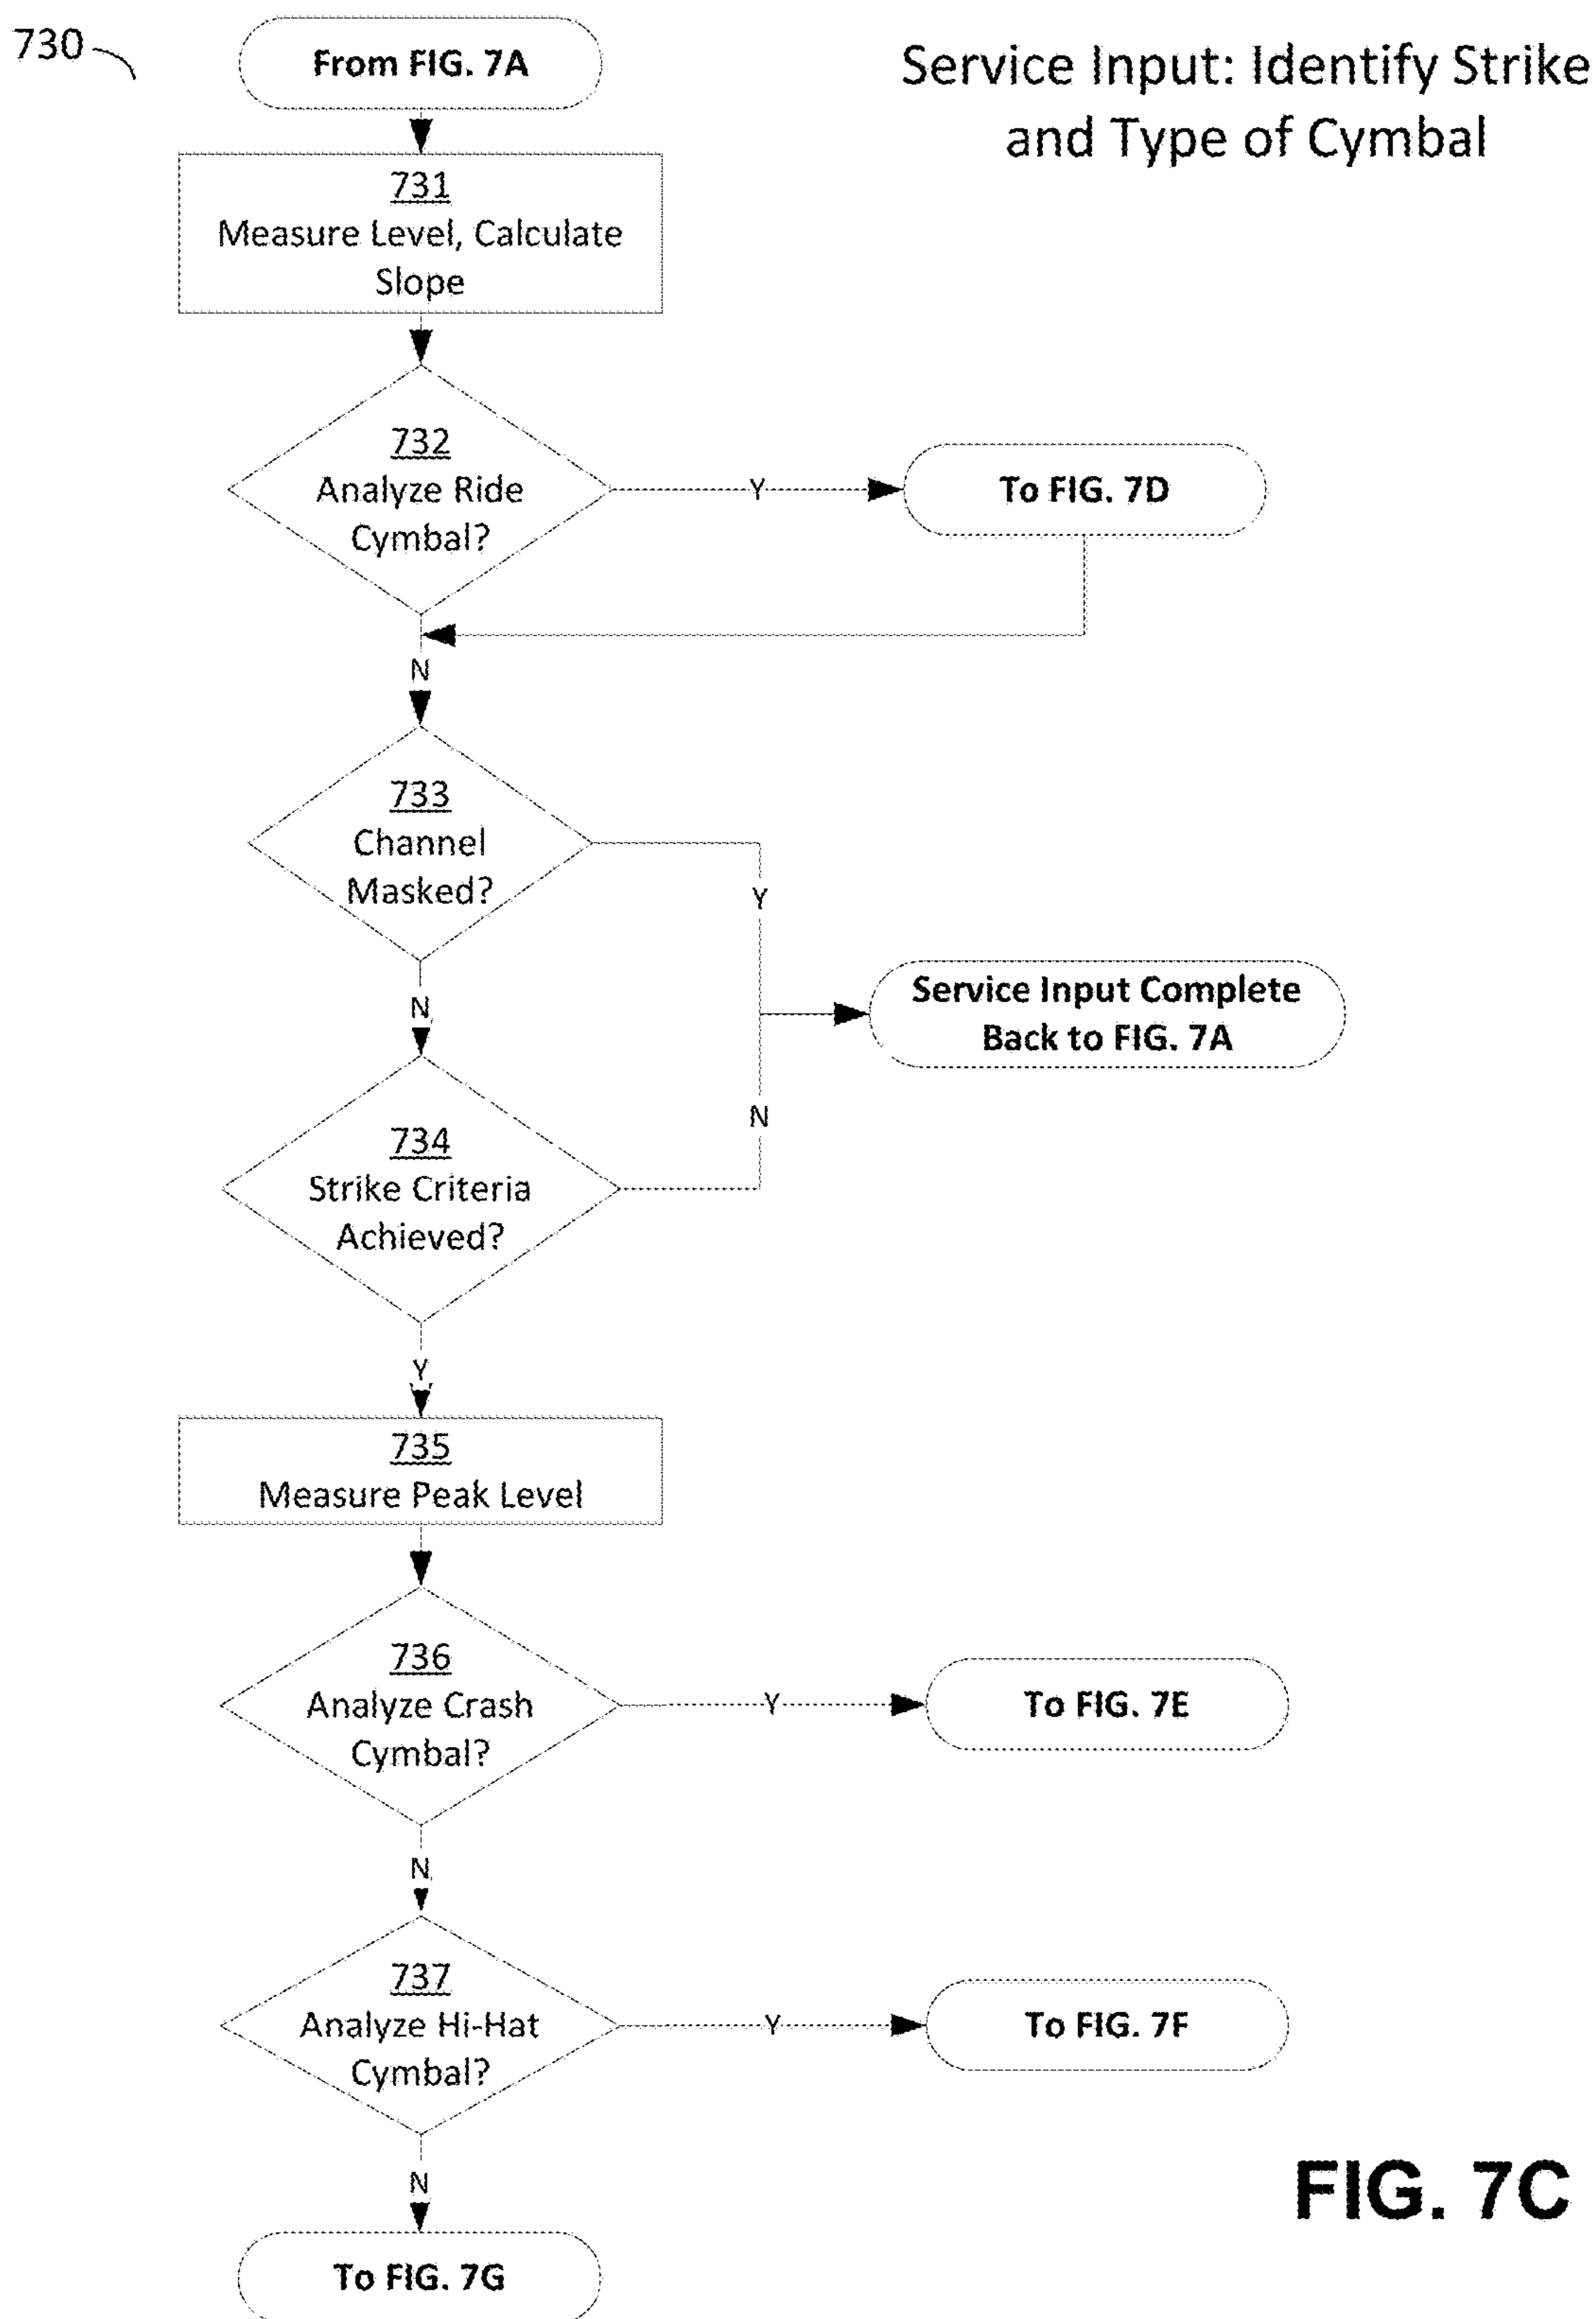 730
From FIG. 7A
Service Input: Identify Strike
and Type of Cymbal
731
Measure Level, Calculate
Slope
732
Analyze Ride
Cymbal?
Y
To FIG. 7D
N
733
Channel
Masked?
Y
N
Service Input Complete
Back to FIG. 7A
734
Strike Criteria
Achieved?
N
Y
735
Measure Peak Level
736
Analyze Crash
Cymbal?
Y
To FIG. 7E
N
737
Analyze Hi-Hat
Cymbal?
Y
To FIG. 7F
N
To FIG. 7G
FIG. 7C